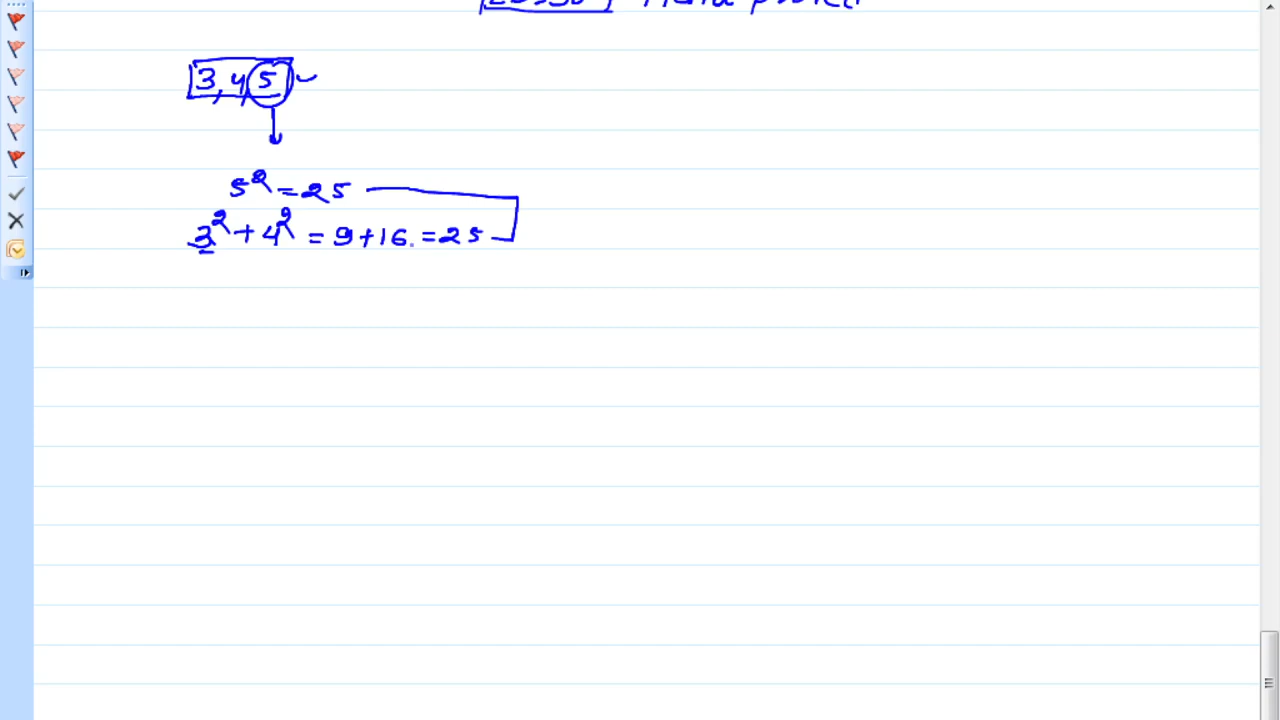 3, 4, 5
5² = 25
3² + 4² = 9 + 16 = 25